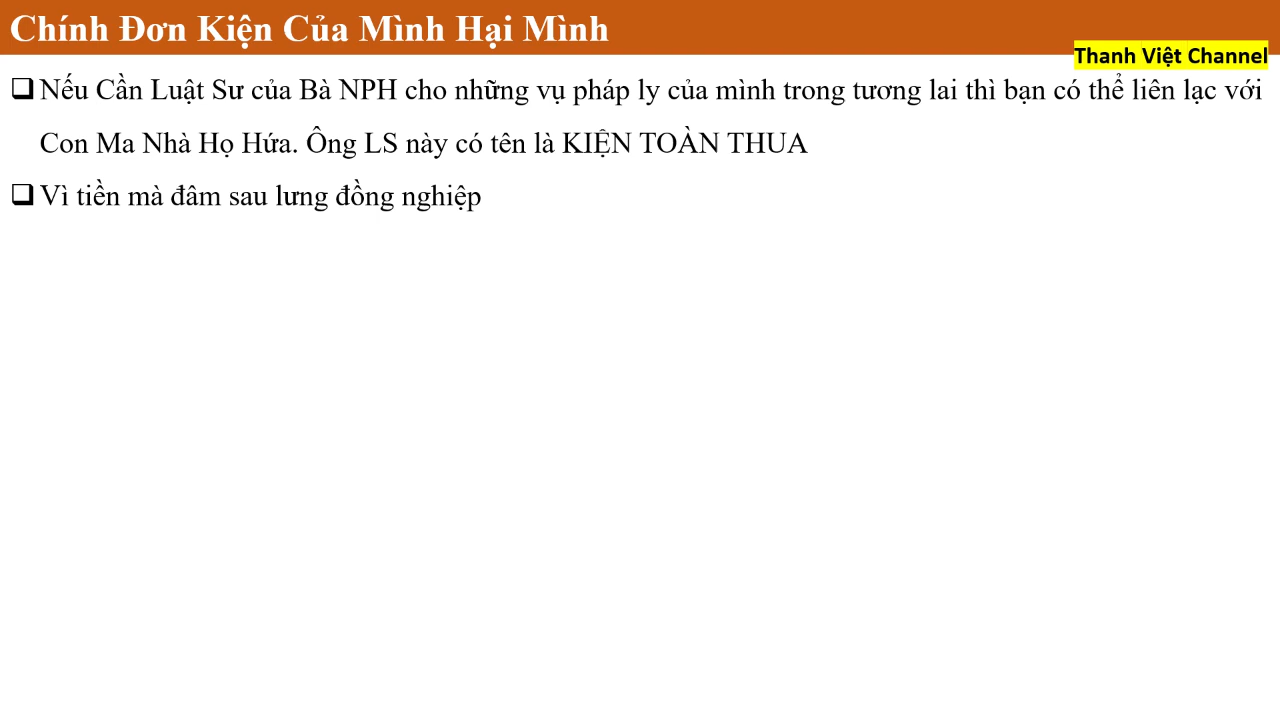 Chính Đơn Kiện Của Mình Hại Mình
Thanh Việt Channel
Nếu Cần Luật Sư của Bà NPH cho những vụ pháp ly của mình trong tương lai thì bạn có thể liên lạc với
Con Ma Nhà Họ Hứa. Ông LS này có tên là KIỆN TOÀN THUA
Vì tiền mà đâm sau lưng đồng nghiệp